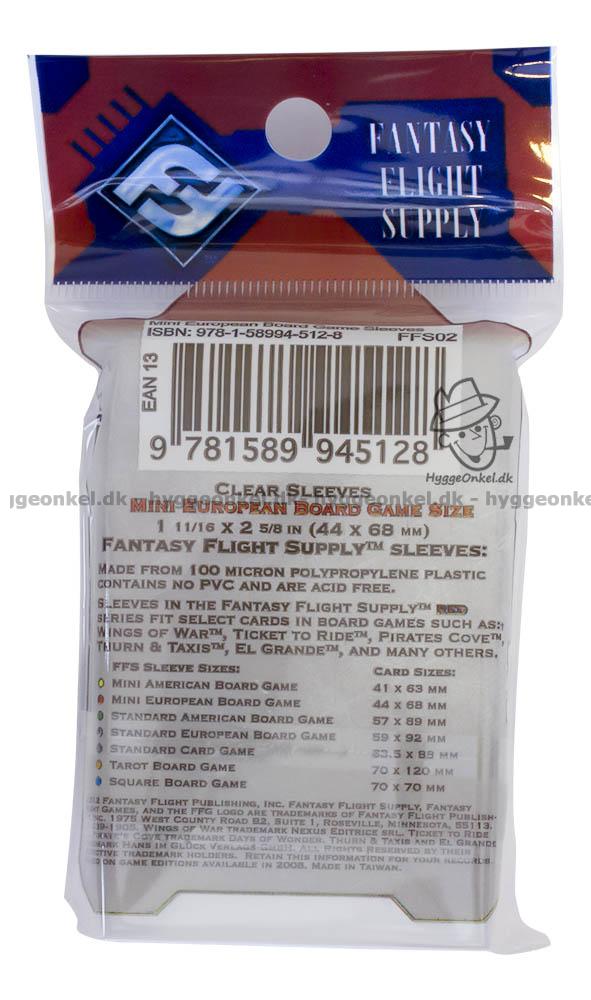 FANTASY
FLIGHT
SUPPLY
Mini European Board Game Sleeves
ISBN: 978-1-58994-512-8 FFS02
EAN 13
9 781589 945128
HyggeOnkel.dk
ıgeonkel.dk - hyggeonkel.dk - hyggeonkel.dk - hyggeonkel
CLEAR SLEEVES
MINI EUROPEAN BOARD GAME SIZE
1 11/16 X 2 5/8 IN (44 X 68 MM)
FANTASY FLIGHT SUPPLY™ SLEEVES:
MADE FROM 100 MICRON POLYPROPYLENE PLASTIC
CONTAINS NO PVC AND ARE ACID FREE.
SLEEVES IN THE FANTASY FLIGHT SUPPLY™ RED
SERIES FIT SELECT CARDS IN BOARD GAMES SUCH AS:
WINGS OF WAR™, TICKET TO RIDE™, PIRATES COVE™,
THURN & TAXIS™, EL GRANDE™, AND MANY OTHERS.
FFS SLEEVE SIZES: CARD SIZES:
MINI AMERICAN BOARD GAME 41 X 63 MM
MINI EUROPEAN BOARD GAME 44 X 68 MM
STANDARD AMERICAN BOARD GAME 57 X 89 MM
STANDARD EUROPEAN BOARD GAME 59 X 92 MM
STANDARD CARD GAME 63.5 X 88 MM
TAROT BOARD GAME 70 X 120 MM
SQUARE BOARD GAME 70 X 70 MM
FANTASY FLIGHT PUBLISHING, INC. FANTASY FLIGHT SUPPLY, FANTASY
GAMES, AND THE FFG LOGO ARE TRADEMARKS OF FANTASY FLIGHT PUBLISH-
INC. 1975 WEST COUNTY ROAD B2, SUITE 1, ROSEVILLE, MINNESOTA, 55113.
39-1905. WINGS OF WAR TRADEMARK NEXUS EDITRICE SRL. TICKET TO RIDE
COVE TRADEMARK DAYS OF WONDER. THURN & TAXIS AND EL GRANDE
MARK HANS IM GLÜCK VERLAGS GMBH. ALL RIGHTS RESERVED BY THEIR
TRADEMARK HOLDERS. RETAIN THIS INFORMATION FOR YOUR RECORDS.
ON GAME EDITIONS AVAILABLE IN 2008. MADE IN TAIWAN.